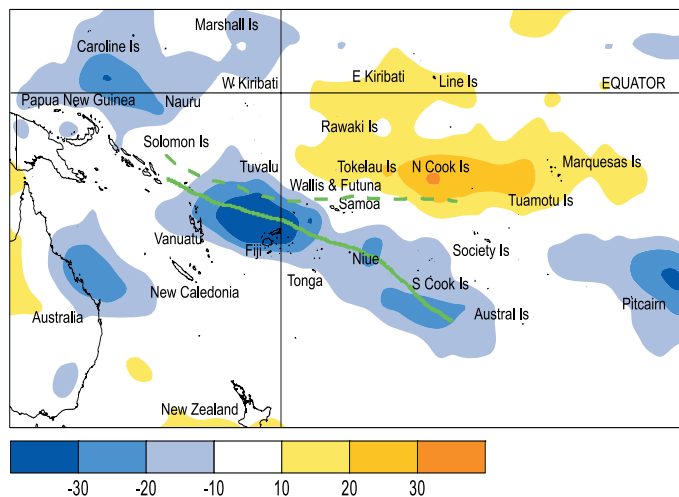 Marshall Is
Caroline Is
W Kiribati
E Kiribati
Line Is
EQUATOR
Papua New Guinea
Nauru
Rawaki Is
Solomon Is
Tuvalu
Tokelau Is
N Cook Is
Marquesas Is
Wallis & Futuna
Samoa
Tuamotu Is
Vanuatu
Fiji
Niue
Society Is
Tonga
New Caledonia
S Cook Is
Pitcairn
Australia
Austral Is
New Zealand
-30 -20 -10 10 20 30